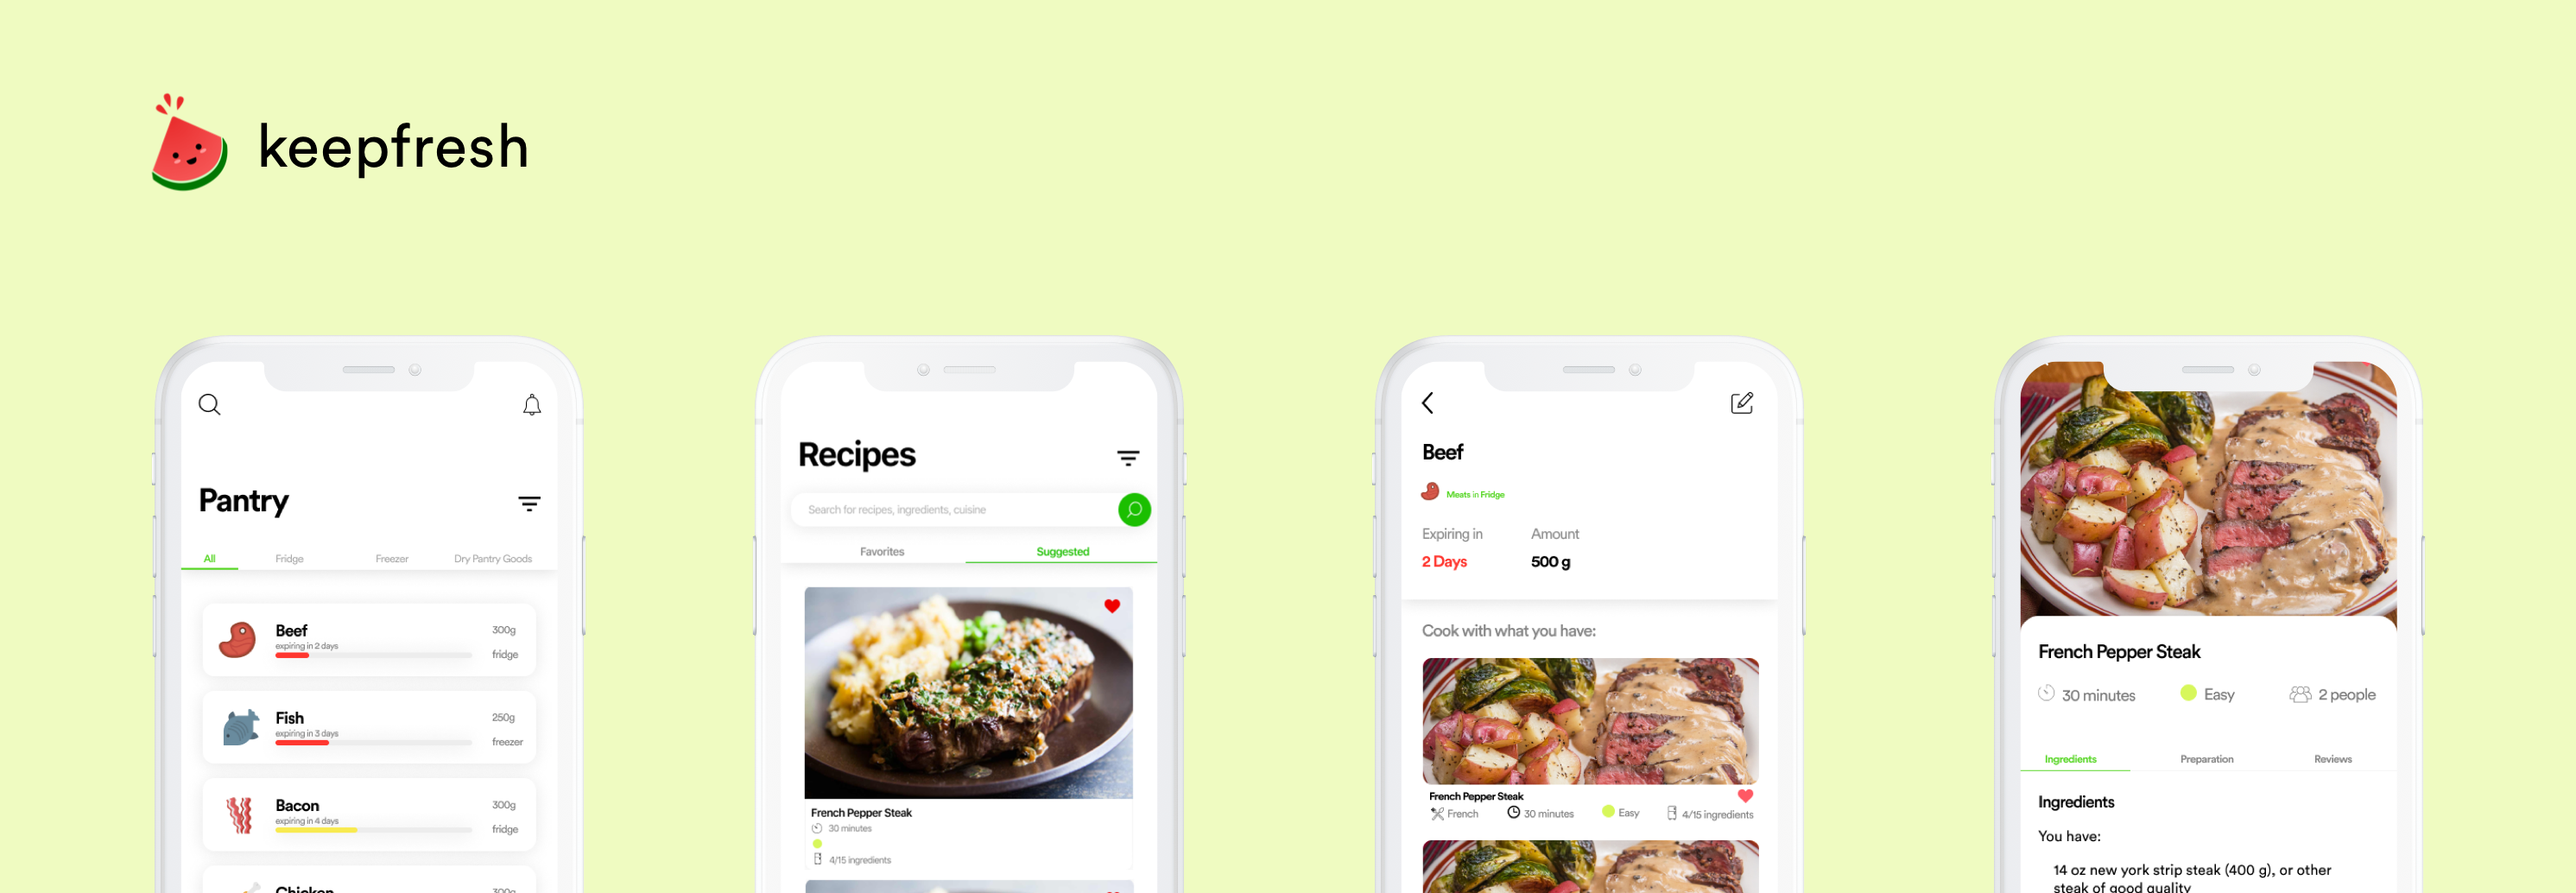 keepfresh
Pantry
All Fridge Freezer Dry Pantry Goods
Beef 300g
expiring in 2 days
fridge
Fish 250g
expiring in 3 days
freezer
Bacon 300g
expiring in 4 days
fridge
Chicken 300g
Recipes
Search for recipes, ingredients, cuisine
Favorites Suggested
French Pepper Steak
30 minutes
4/15 ingredients
Beef
Meats in Fridge
Expiring in Amount
2 Days 500 g
Cook with what you have:
French Pepper Steak
French 30 minutes Easy 4/15 ingredients
French Pepper Steak
30 minutes Easy 2 people
Ingredients Preparation Reviews
Ingredients
You have:
14 oz new york strip steak (400 g), or other
steak of good quality